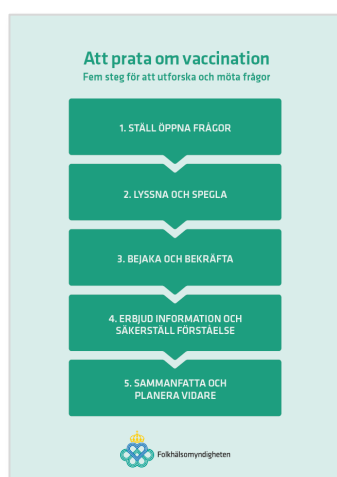 Att prata om vaccination
Fem steg för att utforska och möta frågor
1. STÄLL ÖPPNA FRÅGOR
2. LYSSNA OCH SPEGLA
3. BEJAKA OCH BEKRÄFTA
4. ERBJUD INFORMATION OCH
SÄKERSTÄLL FÖRSTÅELSE
5. SAMMANFATTA OCH
PLANERA VIDARE
Folkhälsomyndigheten